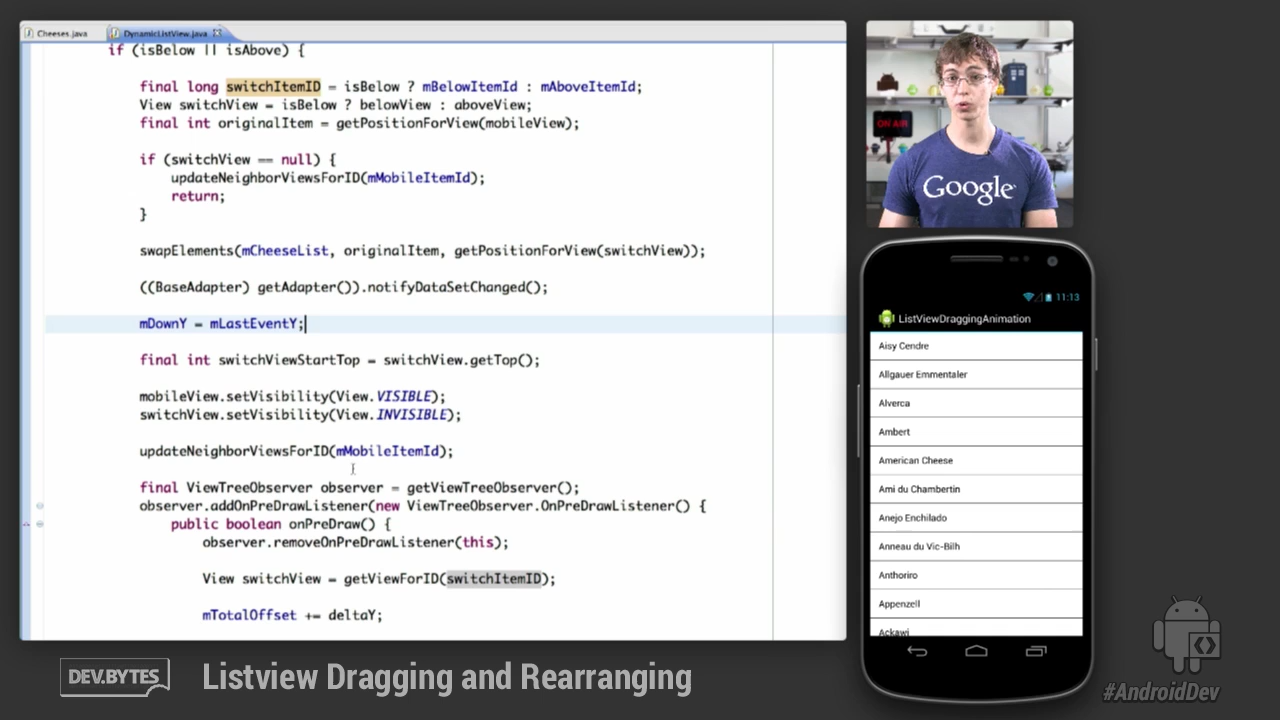 Cheeses.java
DynamicListView.java
if (isBelow || isAbove) {
final long switchItemID = isBelow ? mBelowItemId : mAboveItemId;
View switchView = isBelow ? belowView : aboveView;
final int originalItem = getPositionForView(mobileView);
if (switchView == null) {
updateNeighborViewsForID(mMobileItemId);
return;
}
swapElements(mCheeseList, originalItem, getPositionForView(switchView));
((BaseAdapter) getAdapter()).notifyDataSetChanged();
mDownY = mLastEventY;
final int switchViewStartTop = switchView.getTop();
mobileView.setVisibility(View.VISIBLE);
switchView.setVisibility(View.INVISIBLE);
updateNeighborViewsForID(mMobileItemId);
final ViewTreeObserver observer = getViewTreeObserver();
observer.addOnPreDrawListener(new ViewTreeObserver.OnPreDrawListener() {
public boolean onPreDraw() {
observer.removeOnPreDrawListener(this);
View switchView = getViewForID(switchItemID);
mTotalOffset += deltaY;
ON AIR
Google
11:13
ListViewDraggingAnimation
Aisy Cendre
Allgauer Emmentaler
Alverca
Ambert
American Cheese
Ami du Chambertin
Anejo Enchilado
Anneau du Vic-Bilh
Anthoriro
Appenzell
Ackawi
DEV.BYTES
Listview Dragging and Rearranging
#AndroidDev